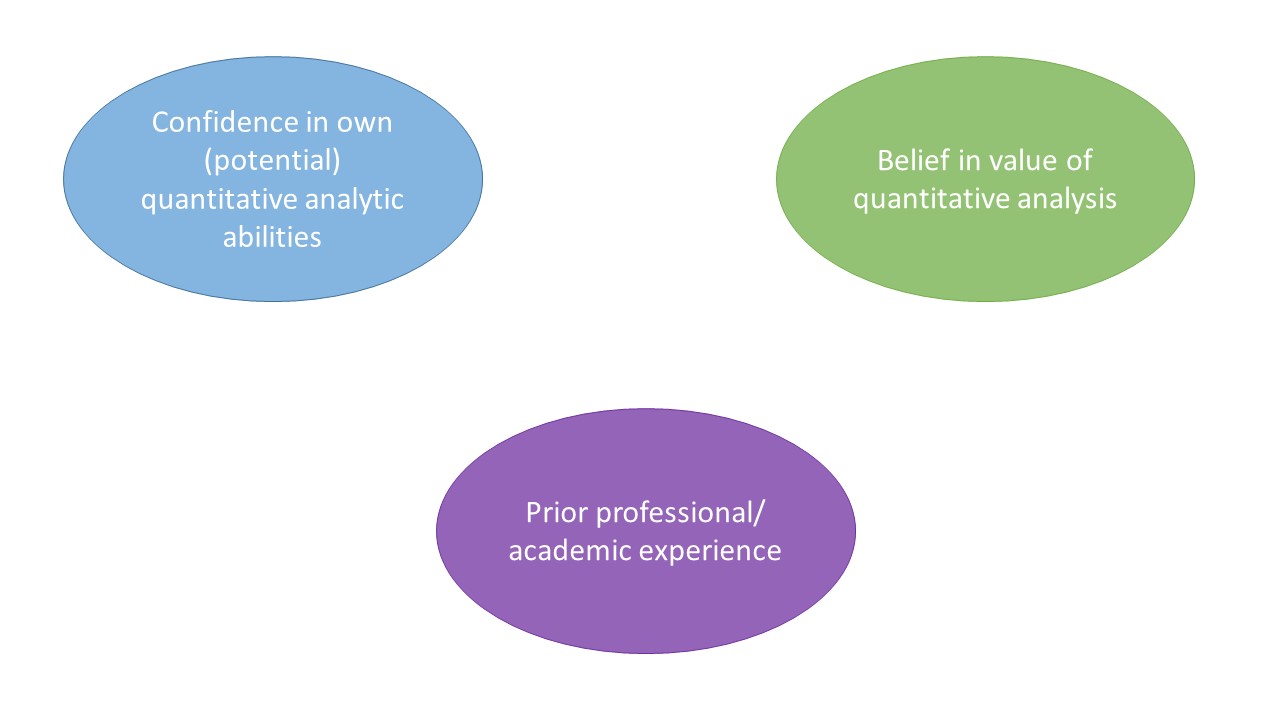 Confidence in own
(potential)
quantitative analytic
abilities
Belief in value of
quantitative analysis
Prior professional/
academic experience